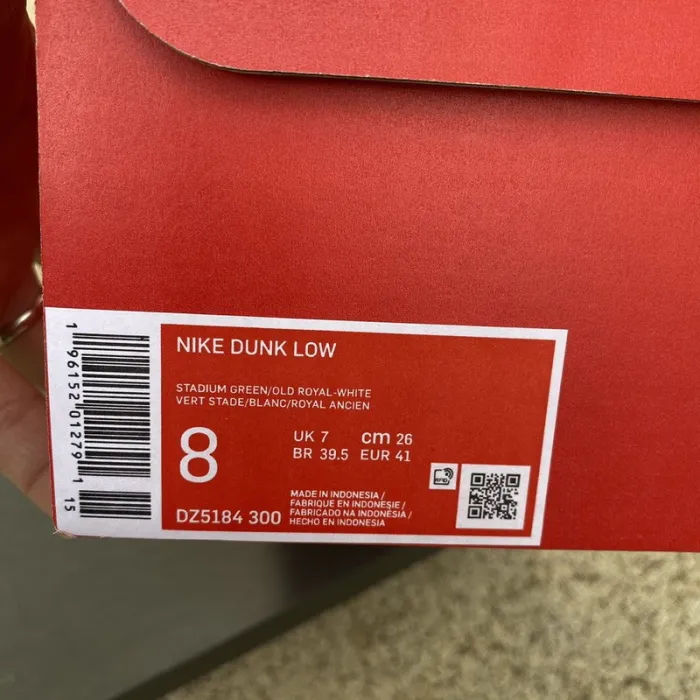 NIKE DUNK LOW
STADIUM GREEN/OLD ROYAL-WHITE
VERT STADE/BLANC/ROYAL ANCIEN
8
UK 7 cm 26
BR 39.5 EUR 41
DZ5184 300
MADE IN INDONESIA /
FABRIQUE EN INDONESIE /
FABRICADO NA INDONÉSIA /
HECHO EN INDONESIA
RFID
1 96152 01279 1
15